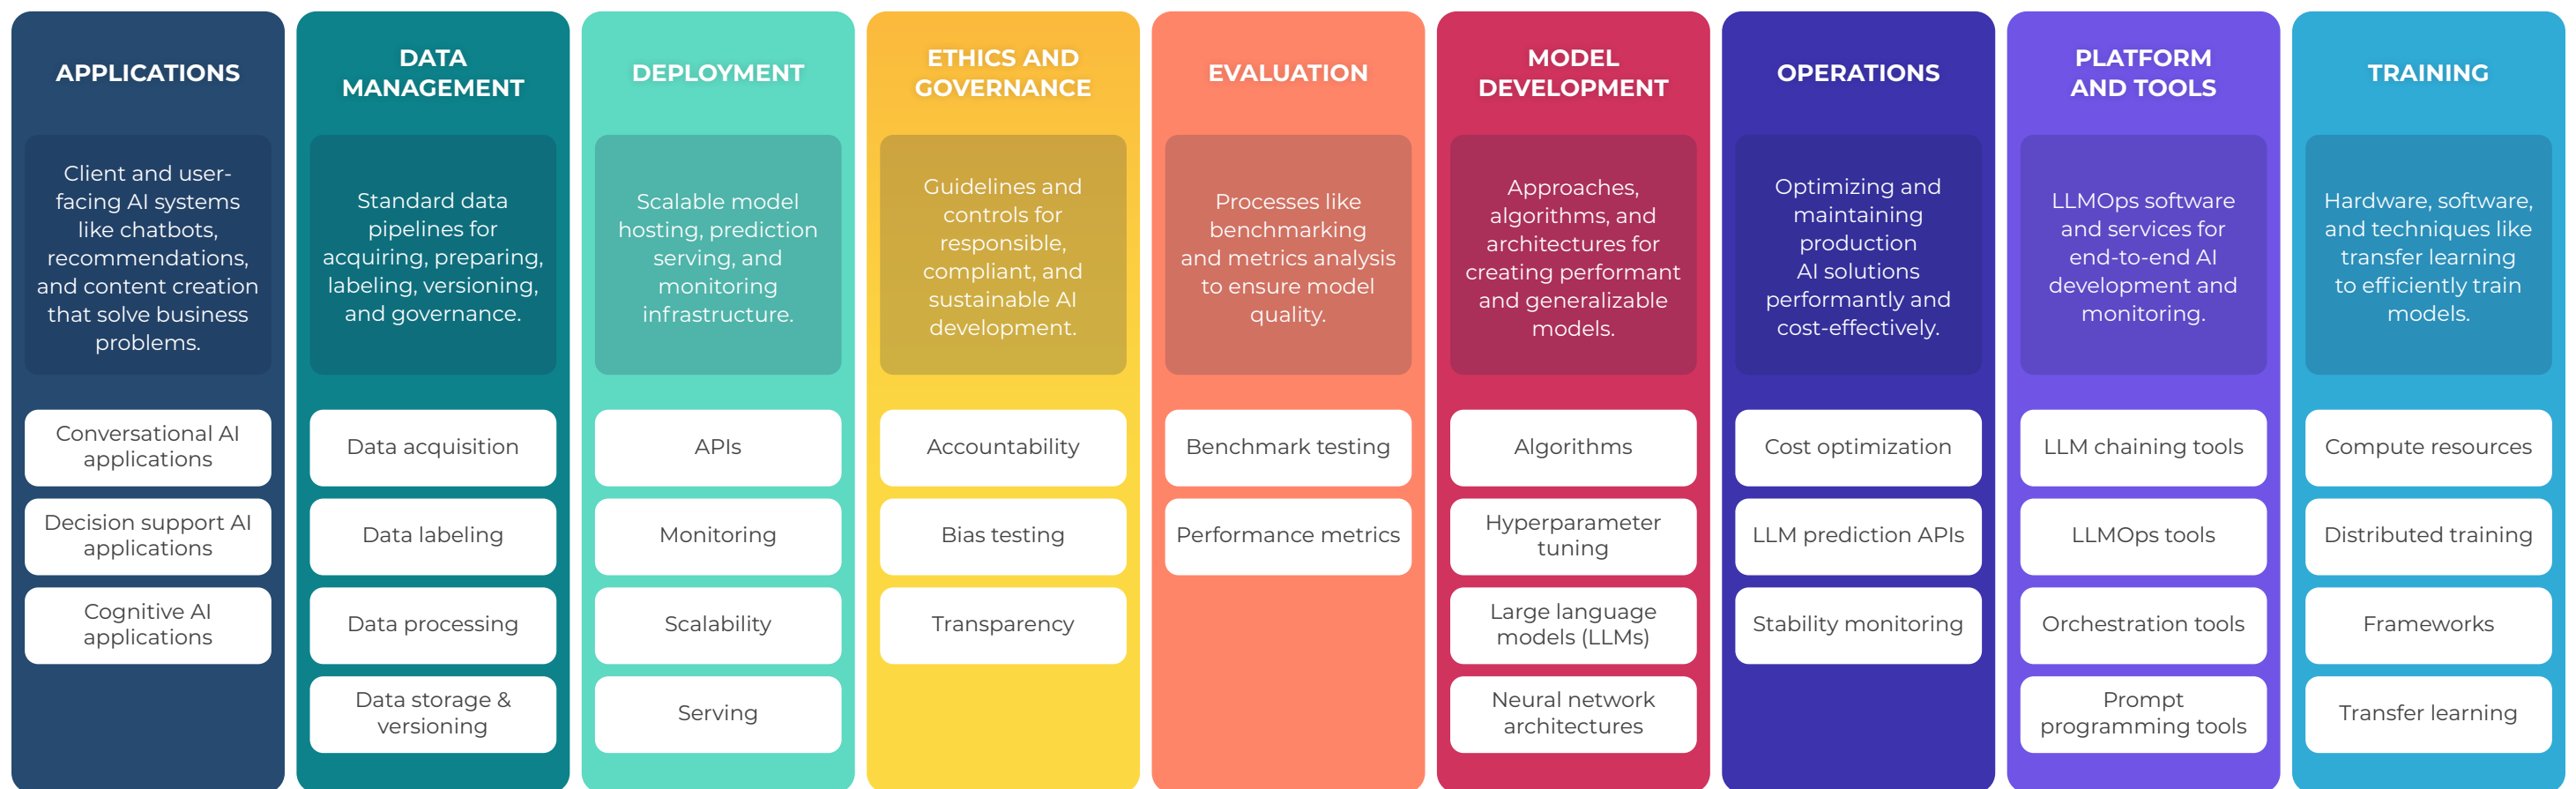 APPLICATIONS
Client and user-
facing AI systems
like chatbots,
recommendations,
and content creation
that solve business
problems.
Conversational AI
applications
Decision support AI
applications
Cognitive AI
applications
DATA
MANAGEMENT
Standard data
pipelines for
acquiring, preparing,
labeling, versioning,
and governance.
Data acquisition
Data labeling
Data processing
Data storage &
versioning
DEPLOYMENT
Scalable model
hosting, prediction
serving, and
monitoring
infrastructure.
APIs
Monitoring
Scalability
Serving
ETHICS AND
GOVERNANCE
Guidelines and
controls for
responsible,
compliant, and
sustainable AI
development.
Accountability
Bias testing
Transparency
EVALUATION
Processes like
benchmarking
and metrics analysis
to ensure model
quality.
Benchmark testing
Performance metrics
MODEL
DEVELOPMENT
Approaches,
algorithms, and
architectures for
creating performant
and generalizable
models.
Algorithms
Hyperparameter
tuning
Large language
models (LLMs)
Neural network
architectures
OPERATIONS
Optimizing and
maintaining
production
AI solutions
performantly and
cost-effectively.
Cost optimization
LLM prediction APIs
Stability monitoring
PLATFORM
AND TOOLS
LLMOps software
and services for
end-to-end AI
development and
monitoring.
LLM chaining tools
LLMOps tools
Orchestration tools
Prompt
programming tools
TRAINING
Hardware, software,
and techniques like
transfer learning
to efficiently train
models.
Compute resources
Distributed training
Frameworks
Transfer learning